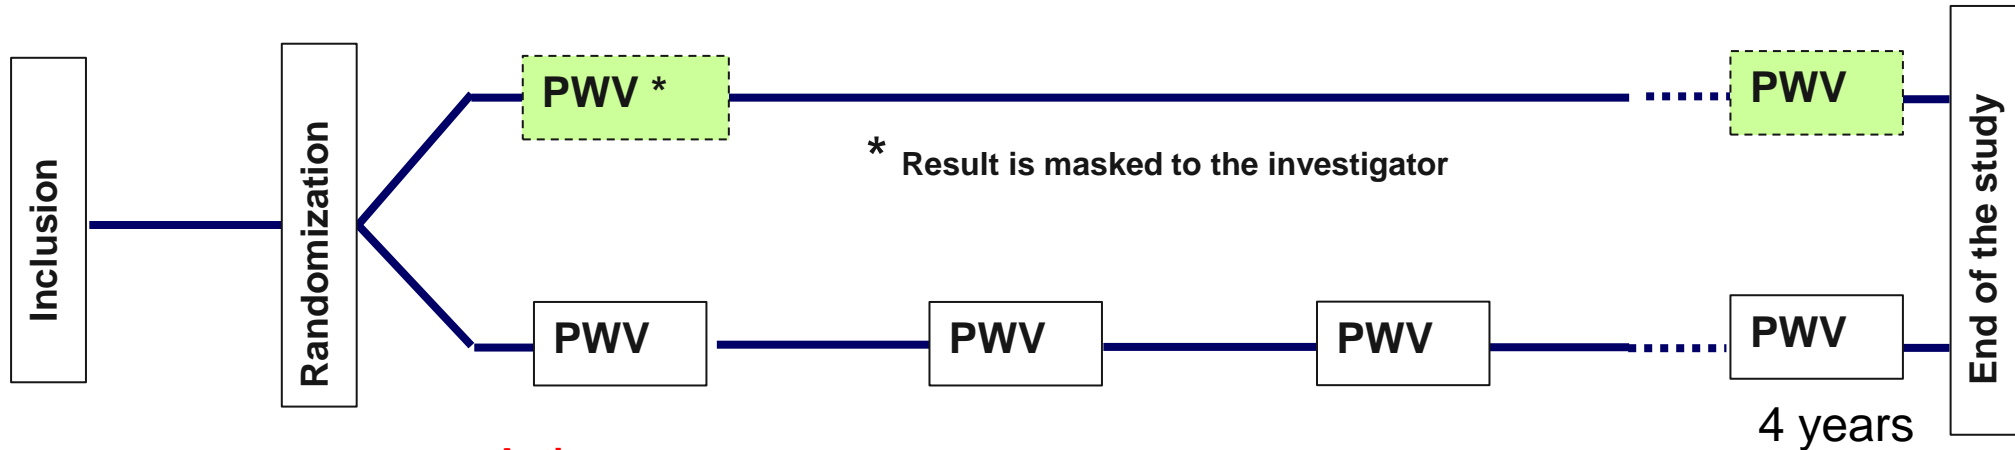 Inclusion
Randomization
PWV *
PWV
* Result is masked to the investigator
PWV
PWV
PWV
PWV
4 years
End of the study